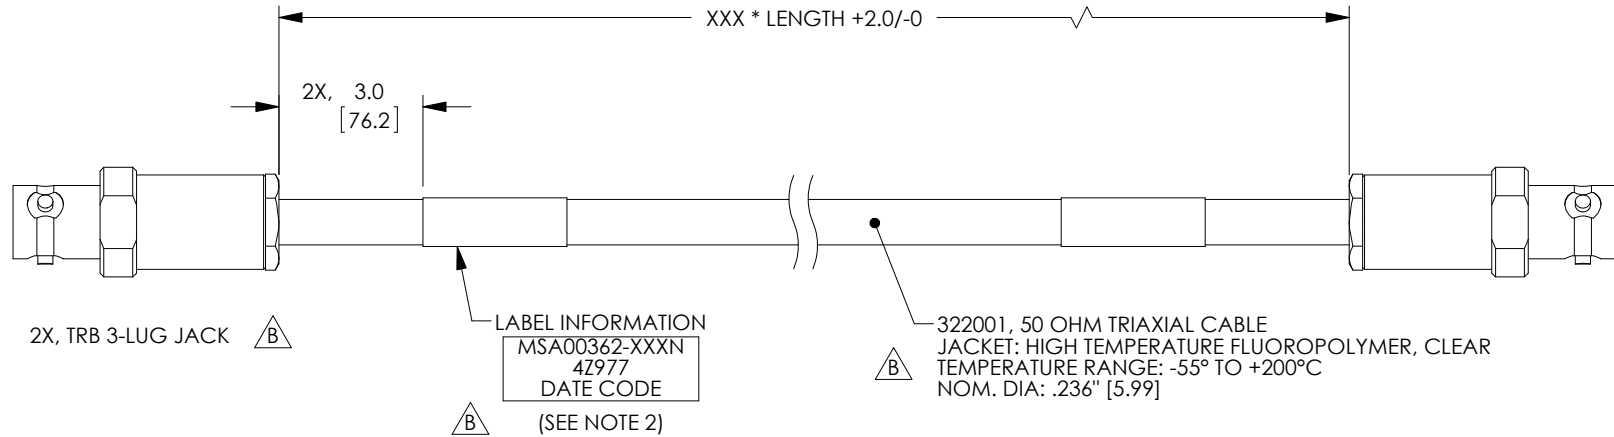 XXX * LENGTH +2.0/-0
2X, 3.0
[76.2]
2X, TRB 3-LUG JACK B
LABEL INFORMATION
MSA00362-XXXN
4Z977
DATE CODE
B (SEE NOTE 2)
322001, 50 OHM TRIAXIAL CABLE
B JACKET: HIGH TEMPERATURE FLUOROPOLYMER, CLEAR
TEMPERATURE RANGE: -55° TO +200°C
NOM. DIA: .236" [5.99]